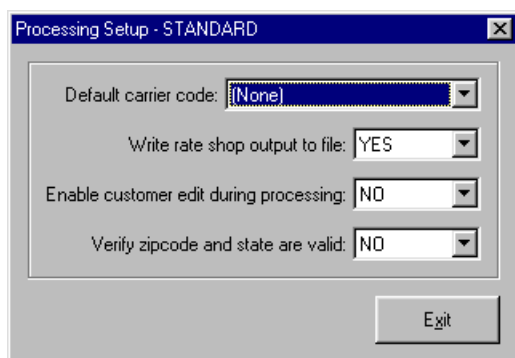 Processing Setup - STANDARD
Default carrier code: (None)
Write rate shop output to file: YES
Enable customer edit during processing: NO
Verify zipcode and state are valid: NO
Exit